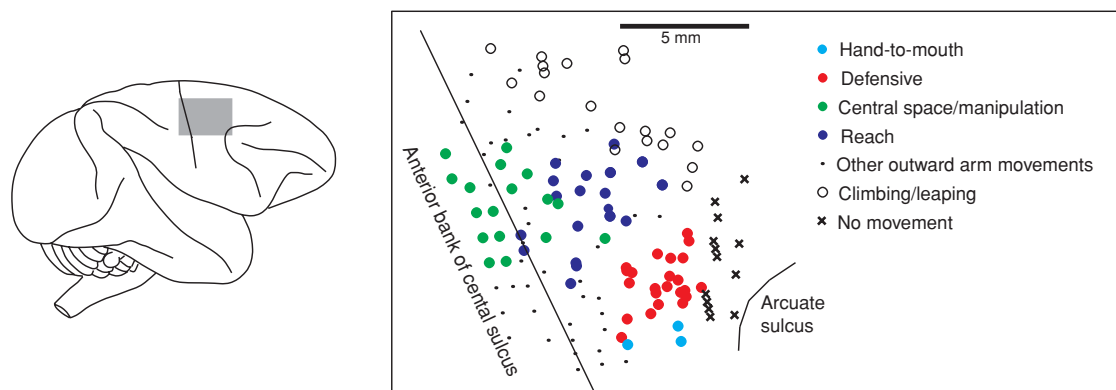 5 mm
Hand-to-mouth
Defensive
Central space/manipulation
Reach
Other outward arm movements
Climbing/leaping
No movement
Anterior bank of cental sulcus
Arcuate
sulcus